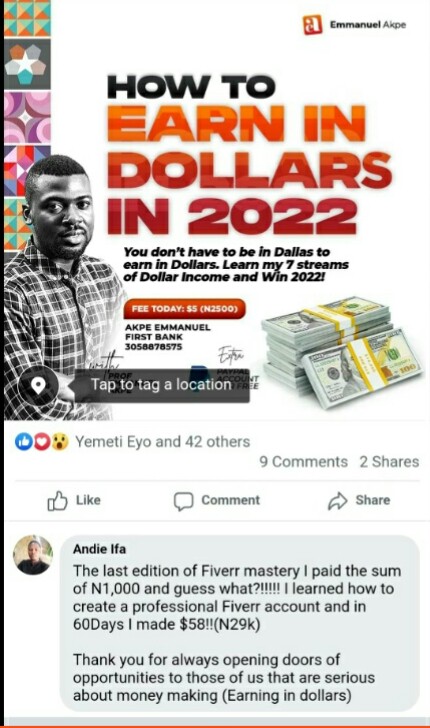 Emmanuel Akpe
HOW TO
EARN IN
DOLLARS
IN 2022
You don't have to be in Dallas to
earn in Dollars. Learn my 7 streams
of Dollar Income and Win 2022!
FEE TODAY: $5 (N2500)
AKPE EMMANUEL
FIRST BANK
3058878575
with
Extra
PROF
PAYPAL
ACCOUNT
FREE
Tap to tag a location
Yemeti Eyo and 42 others
9 Comments 2 Shares
Like Comment Share
Andie Ifa
The last edition of Fiverr mastery I paid the sum
of N1,000 and guess what?!!!!! I learned how to
create a professional Fiverr account and in
60Days I made $58!!(N29k)
Thank you for always opening doors of
opportunities to those of us that are serious
about money making (Earning in dollars)